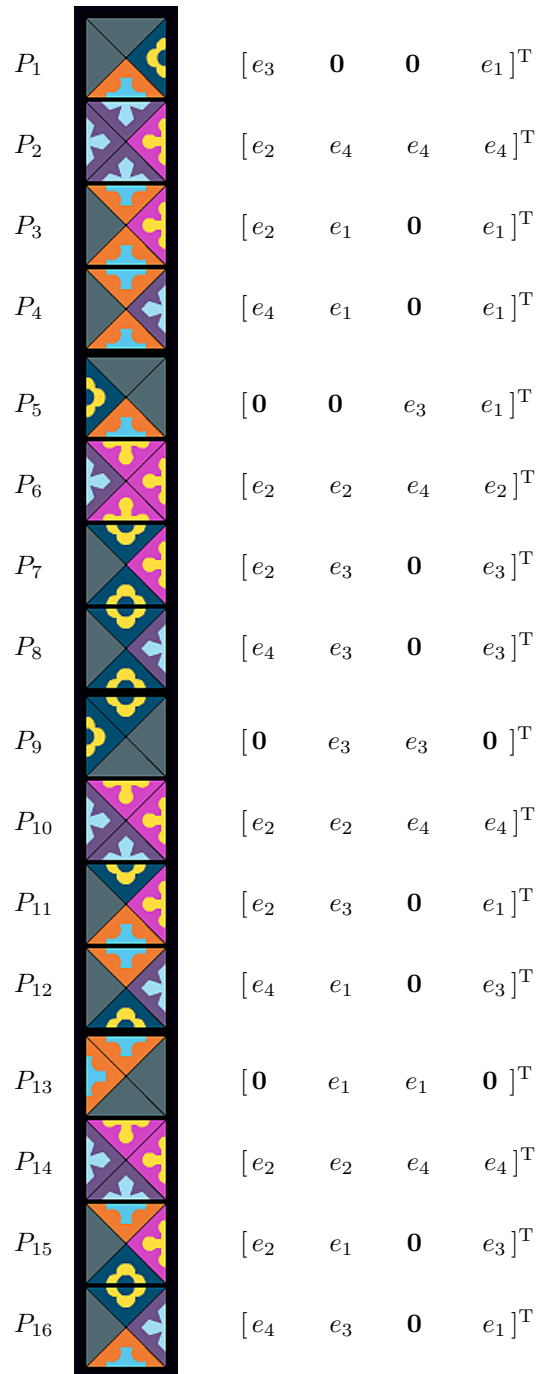 P1 [ e3 0 0 e1 ]T
P2 [ e2 e4 e4 e4 ]T
P3 [ e2 e1 0 e1 ]T
P4 [ e4 e1 0 e1 ]T
P5 [ 0 0 e3 e1 ]T
P6 [ e2 e2 e4 e2 ]T
P7 [ e2 e3 0 e3 ]T
P8 [ e4 e3 0 e3 ]T
P9 [ 0 e3 e3 0 ]T
P10 [ e2 e2 e4 e4 ]T
P11 [ e2 e3 0 e1 ]T
P12 [ e4 e1 0 e3 ]T
P13 [ 0 e1 e1 0 ]T
P14 [ e2 e2 e4 e4 ]T
P15 [ e2 e1 0 e3 ]T
P16 [ e4 e3 0 e1 ]T